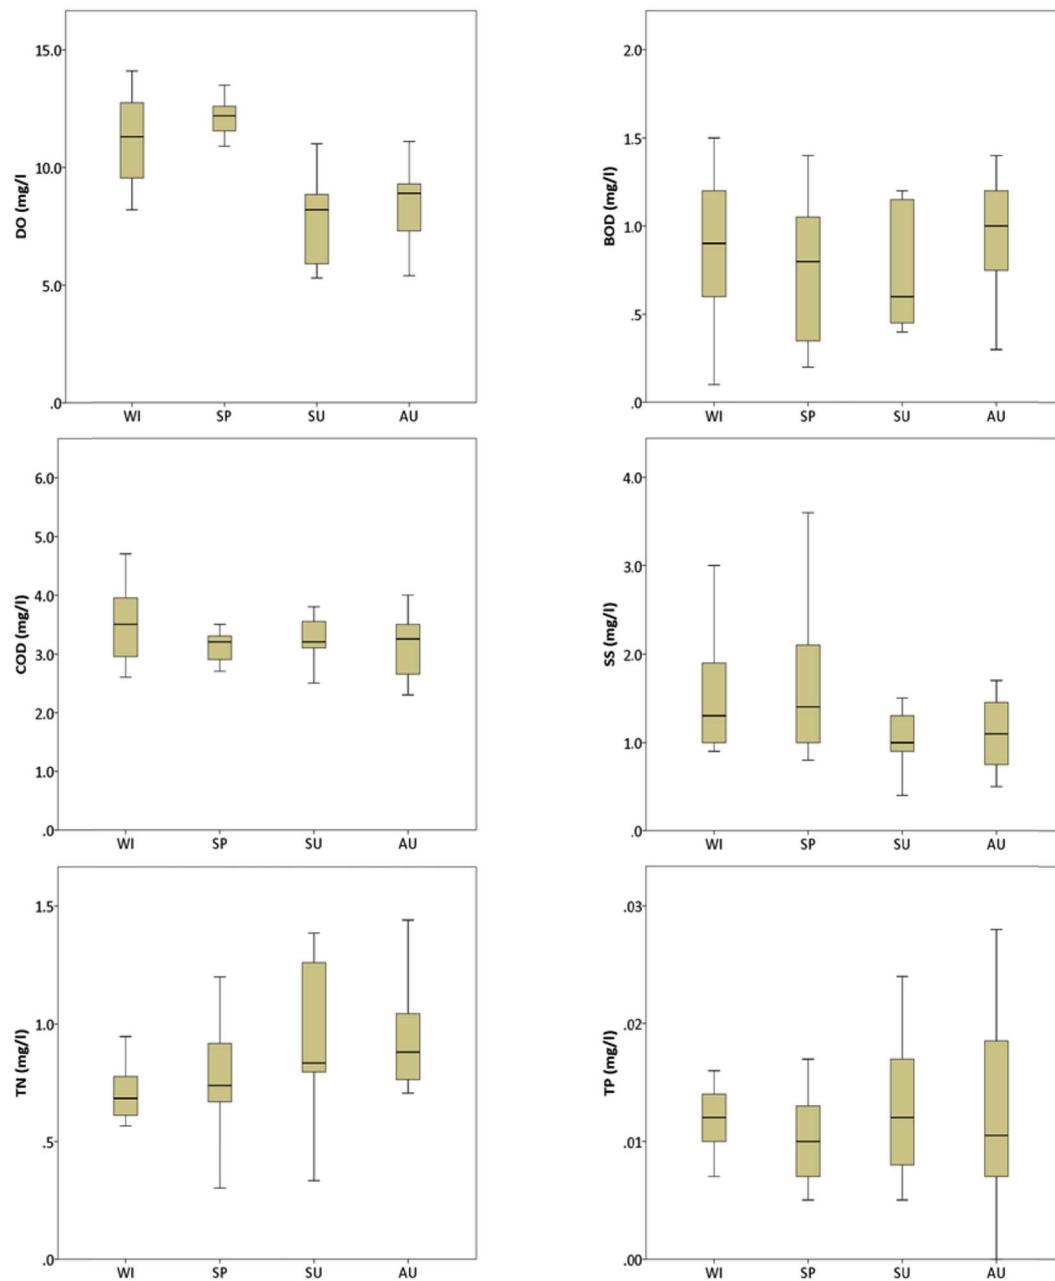 15.0
10.0
5.0
.0
DO (mg/l
WI SP SU AU
2.0
1.5
1.0
.5
.0
BOD (mg/l)
WI SP SU AU
6.0
5.0
4.0
3.0
2.0
1.0
.0
COD (mg/l)
WI SP SU AU
4.0
3.0
2.0
1.0
.0
SS (mg/l)
WI SP SU AU
1.5
1.0
.5
.0
TN (mg/l)
WI SP SU AU
.03
.02
.01
.00
TP (mg/l)
WI SP SU AU